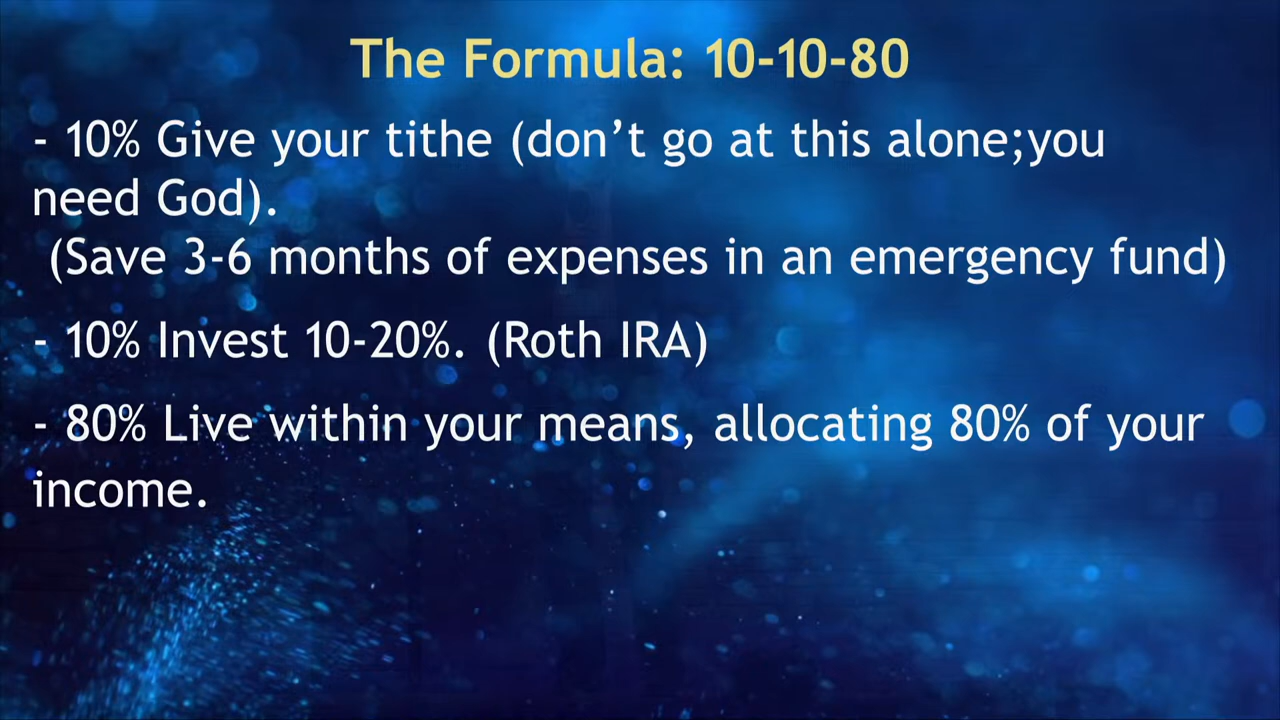 The Formula: 10-10-80
- 10% Give your tithe (don’t go at this alone;you
need God).
(Save 3-6 months of expenses in an emergency fund)
- 10% Invest 10-20%. (Roth IRA)
- 80% Live within your means, allocating 80% of your
income.